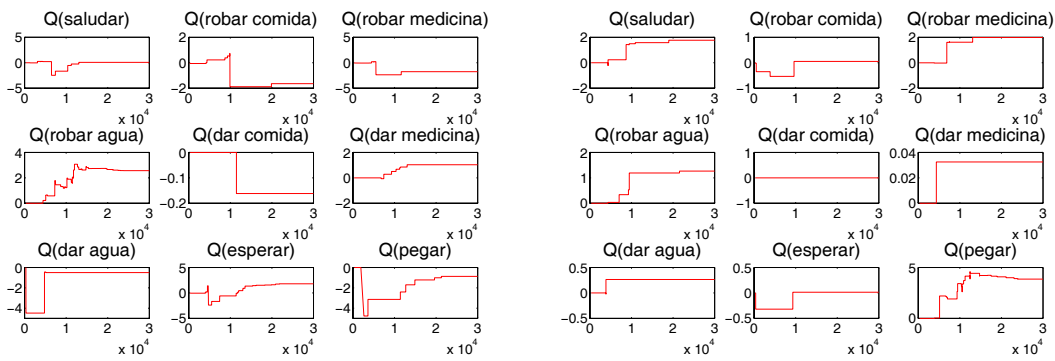 Q(saludar) Q(robar comida) Q(robar medicina) Q(saludar) Q(robar comida) Q(robar medicina)
5 2 5 2 1 2
0 0 0 0 0 0
−5 −2 −5 −2 −1 −2
0 1 2 3 0 1 2 3 0 1 2 3 0 1 2 3 0 1 2 3 0 1 2 3
x 10^4 x 10^4 x 10^4 x 10^4 x 10^4 x 10^4
Q(robar agua) Q(dar comida) Q(dar medicina) Q(robar agua) Q(dar comida) Q(dar medicina)
4 0 2 2 1 0.04
2 −0.1 0 1 0 0.02
0 −0.2 −2 0 −1 0
0 1 2 3 0 1 2 3 0 1 2 3 0 1 2 3 0 1 2 3 0 1 2 3
x 10^4 x 10^4 x 10^4 x 10^4 x 10^4 x 10^4
Q(dar agua) Q(esperar) Q(pegar) Q(dar agua) Q(esperar) Q(pegar)
0 5 0 0.5 0.5 5
−2 0 −2 0 0
−4 −5 −4 −0.5 −0.5 0
0 1 2 3 0 1 2 3 0 1 2 3 0 1 2 3 0 1 2 3 0 1 2 3
x 10^4 x 10^4 x 10^4 x 10^4 x 10^4 x 10^4